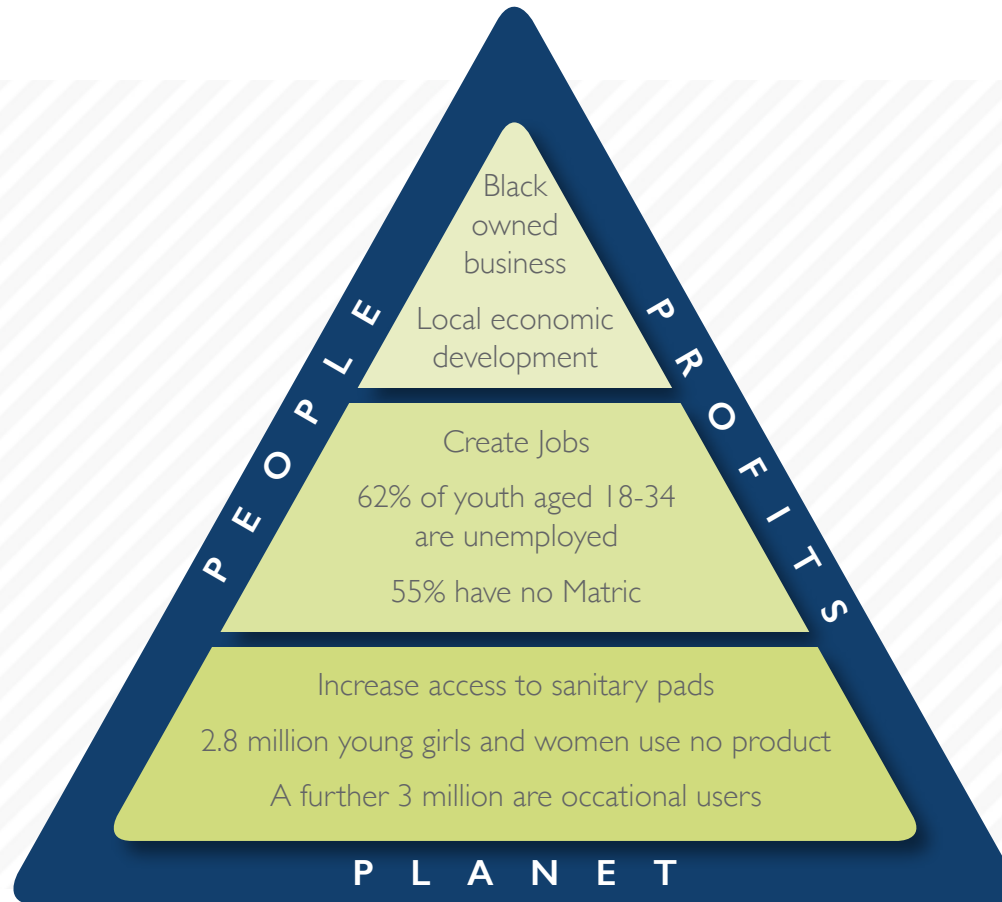 Black
owned
business
Local economic
development
Create Jobs
62% of youth aged 18-34
are unemployed
55% have no Matric
Increase access to sanitary pads
2.8 million young girls and women use no product
A further 3 million are occational users
PEOPLE
PROFITS
PLANET